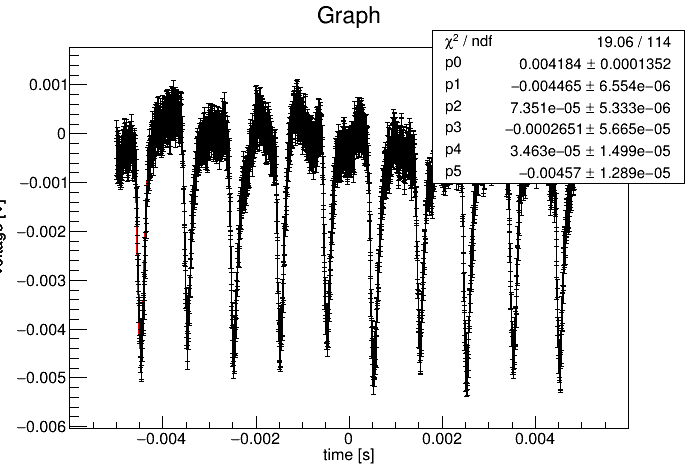 Graph
χ² / ndf 19.06 / 114
p0 0.004184 ± 0.0001352
p1 −0.004465 ± 6.554e−06
p2 7.351e−05 ± 5.333e−06
p3 −0.0002651 ± 5.665e−05
p4 3.463e−05 ± 1.499e−05
p5 −0.00457 ± 1.289e−05
0.001
0
−0.001
−0.002
−0.003
−0.004
−0.005
−0.006
−0.004 −0.002 0 0.002 0.004
time [s]